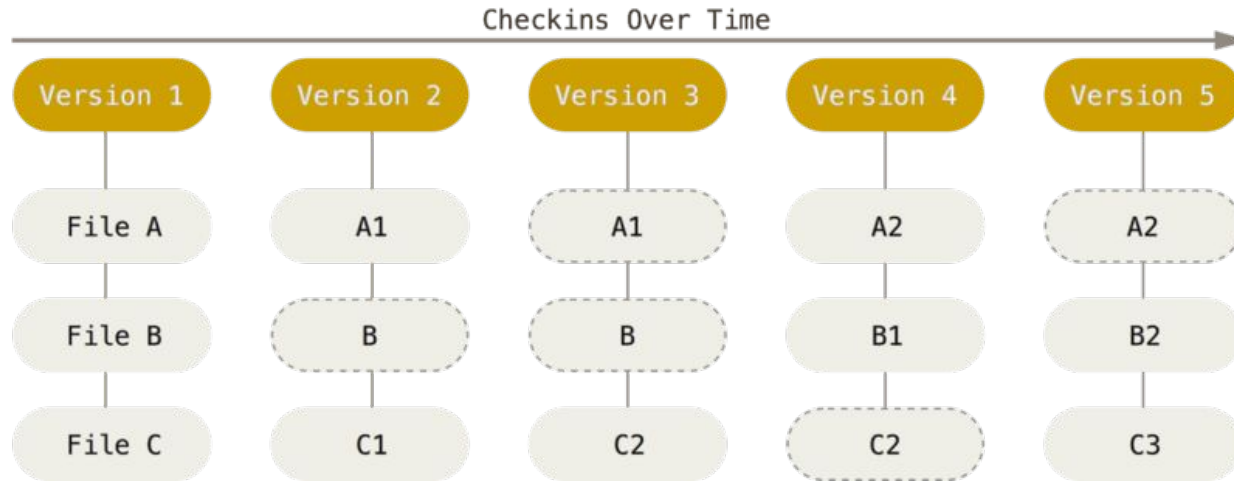 Checkins Over Time
Version 1 Version 2 Version 3 Version 4 Version 5
File A A1 A1 A2 A2
File B B B B1 B2
File C C1 C2 C2 C3